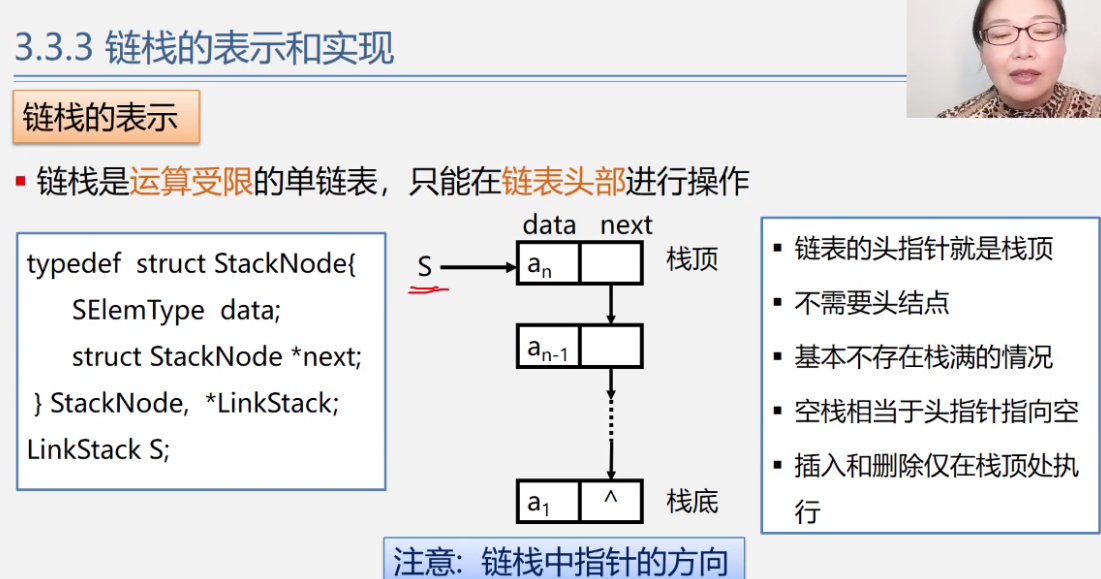 3.3.3 链栈的表示和实现
链栈的表示
链栈是运算受限的单链表，只能在链表头部进行操作
typedef struct StackNode{
SElemType data;
struct StackNode *next;
} StackNode, *LinkStack;
LinkStack S;
data next
S an 栈顶
an-1
a1 ^ 栈底
链表的头指针就是栈顶
不需要头结点
基本不存在栈满的情况
空栈相当于头指针指向空
插入和删除仅在栈顶处执
行
注意: 链栈中指针的方向